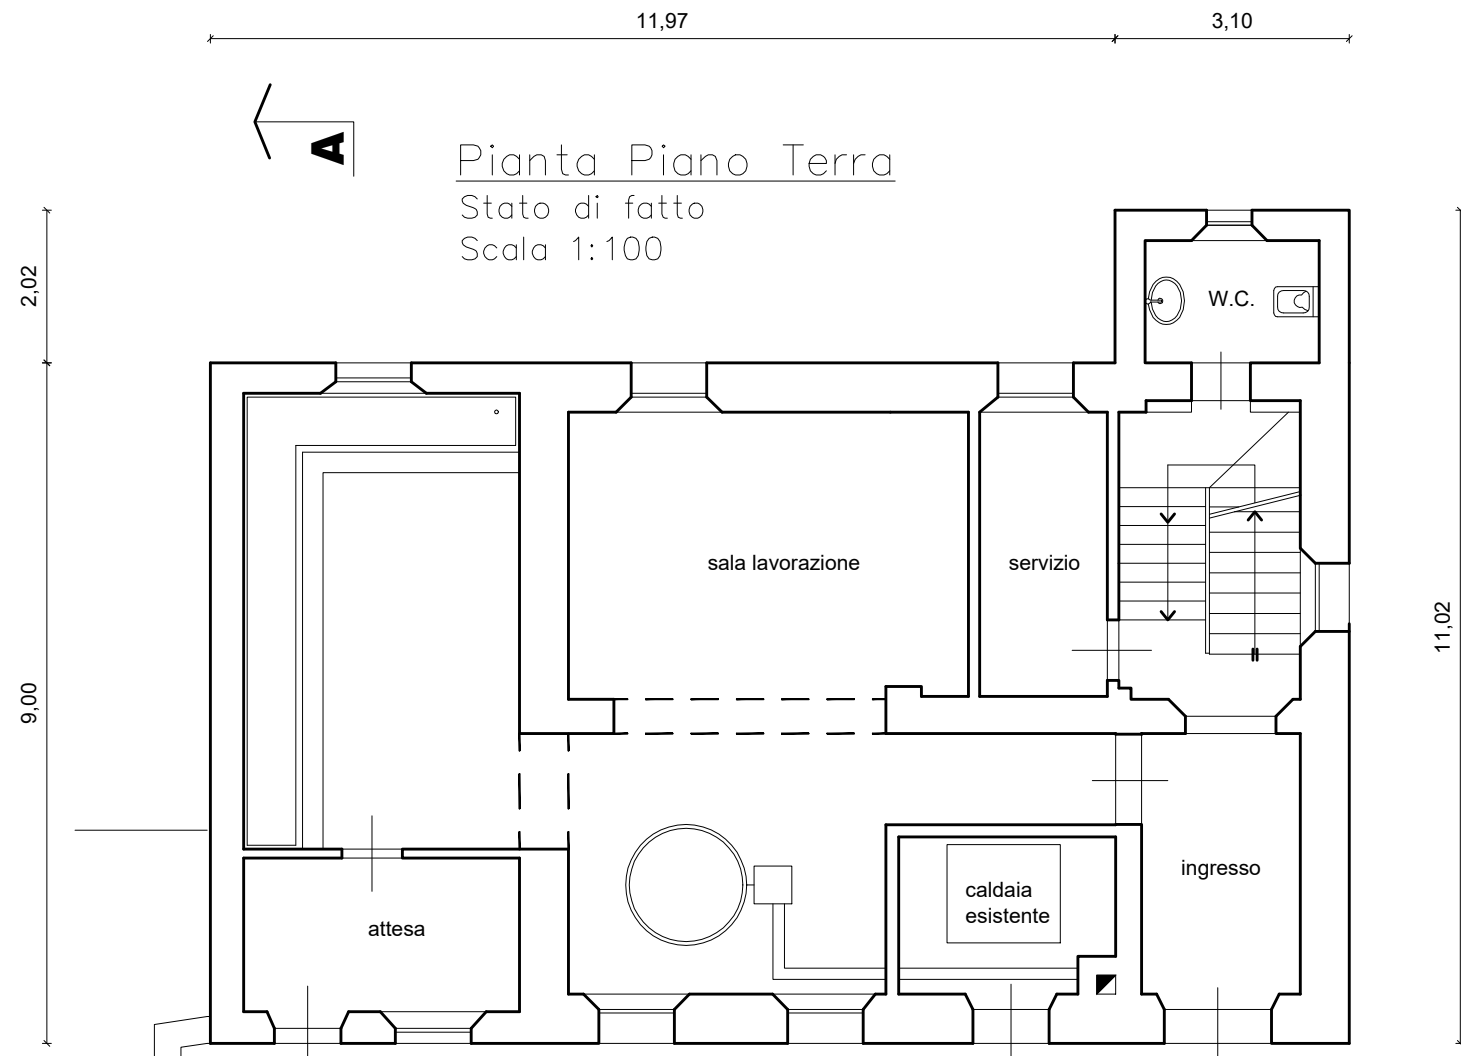 11,97
3,10
A
Pianta Piano Terra
Stato di fatto
Scala 1:100
2,02
W.C.
sala lavorazione
servizio
11,02
9,00
ingresso
caldaia
esistente
attesa